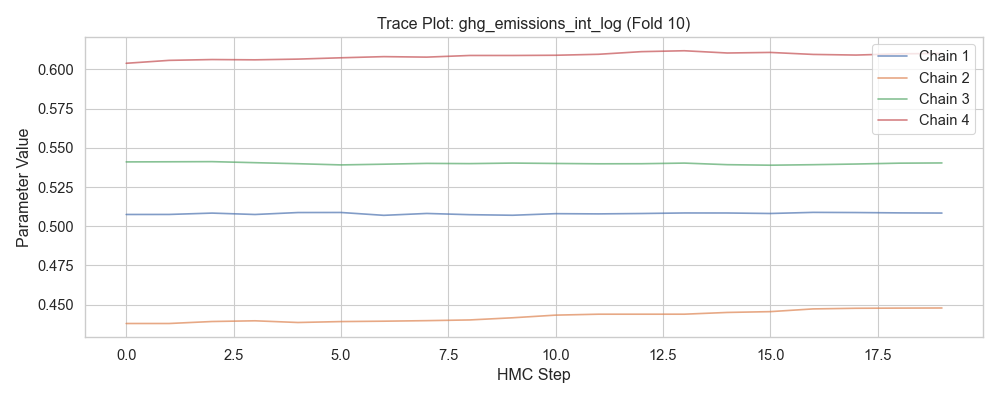 Trace Plot: ghg_emissions_int_log (Fold 10)
Parameter Value
0.600
0.575
0.550
0.525
0.500
0.475
0.450
Chain 1
Chain 2
Chain 3
Chain 4
0.0 2.5 5.0 7.5 10.0 12.5 15.0 17.5
HMC Step